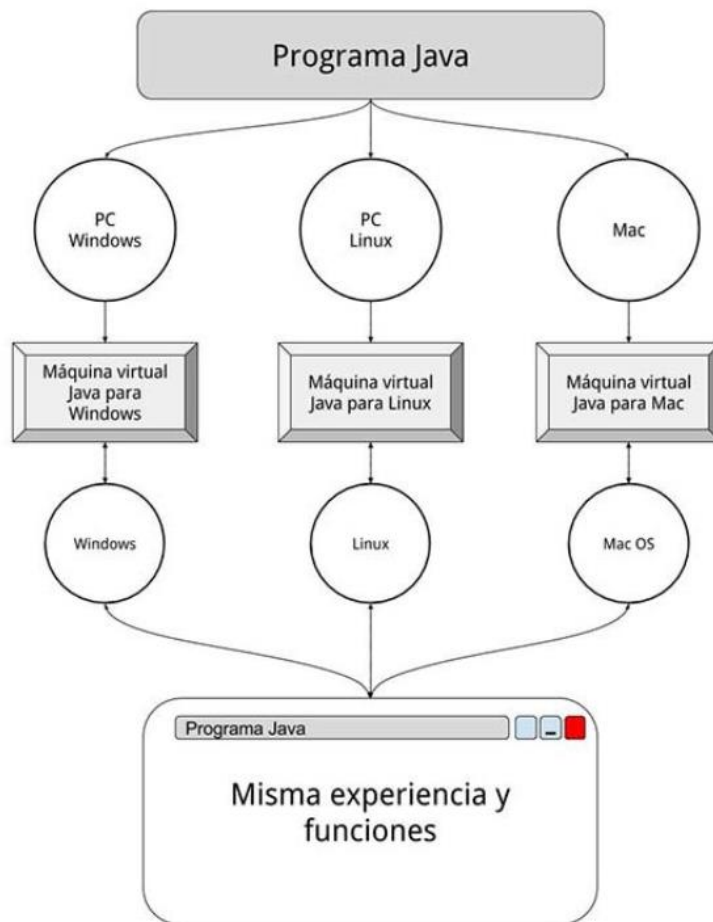 Programa Java
PC
Windows
PC
Linux
Mac
Máquina virtual
Java para
Windows
Máquina virtual
Java para Linux
Máquina virtual
Java para Mac
Windows
Linux
Mac OS
Programa Java
Misma experiencia y
funciones